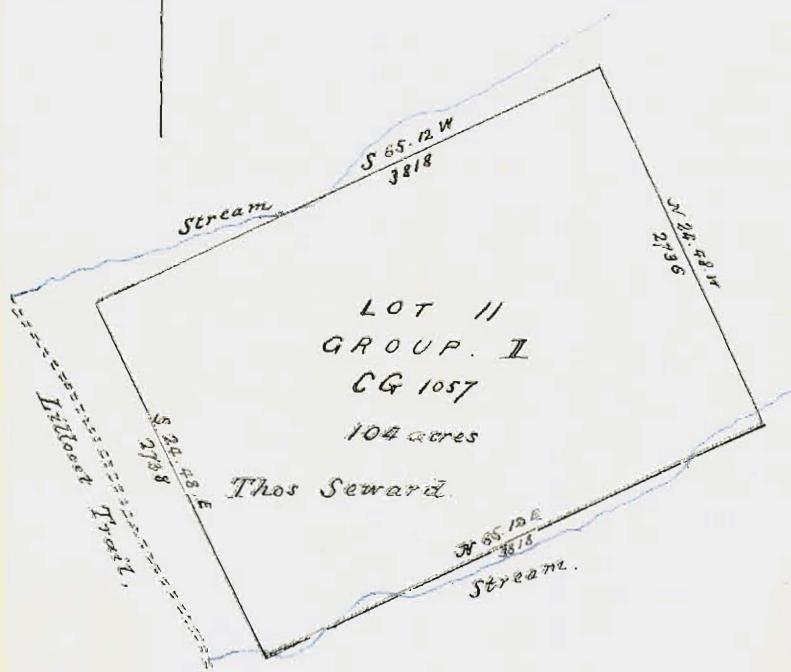 S 65.12 W
3818
Stream
N 24.48.W
2736
LOT 11
GROUP. II
CG 1057
104 acres
Thos Seward
S 24.48.E
Lillooet Trail,
N 65.12 E
3818
Stream.